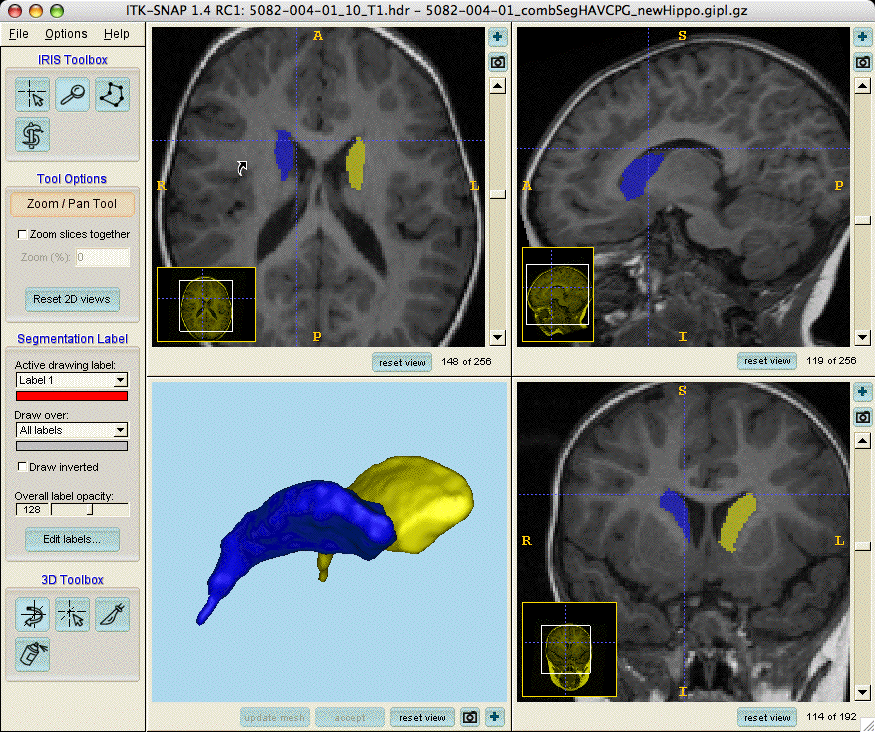 ITK-SNAP 1.4 RC1: 5082-004-01_10_T1.hdr - 5082-004-01_combSegHAVCPG_newHippo.gipl.gz
File Options Help
IRIS Toolbox
Tool Options
Zoom / Pan Tool
Zoom slices together
Zoom (%): 0
Reset 2D views
Segmentation Label
Active drawing label:
Label 1
Draw over:
All labels
Draw inverted
Overall label opacity:
128
Edit labels...
3D Toolbox
A
R
L
P
reset view 148 of 256
S
A
P
I
reset view 119 of 256
update mesh accept reset view
S
R
L
I
reset view 114 of 192